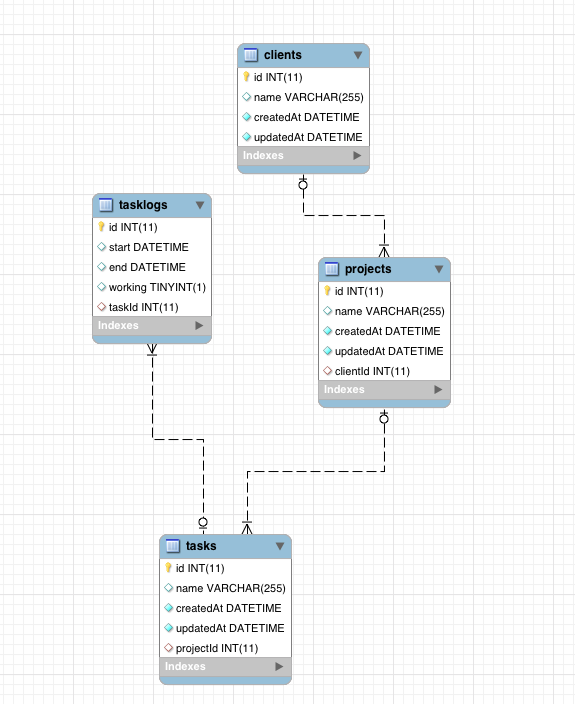 clients
id INT(11)
name VARCHAR(255)
createdAt DATETIME
updatedAt DATETIME
Indexes
tasklogs
id INT(11)
start DATETIME
end DATETIME
working TINYINT(1)
taskId INT(11)
Indexes
projects
id INT(11)
name VARCHAR(255)
createdAt DATETIME
updatedAt DATETIME
clientId INT(11)
Indexes
tasks
id INT(11)
name VARCHAR(255)
createdAt DATETIME
updatedAt DATETIME
projectId INT(11)
Indexes